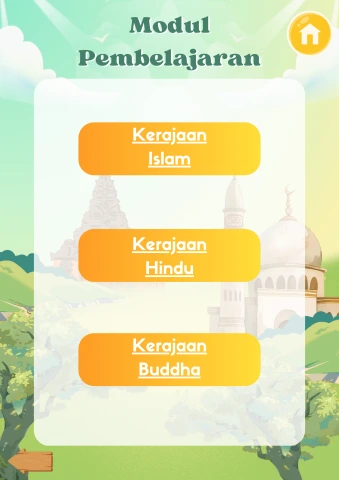 Modul
Pembelajaran
Kerajaan
Islam
Kerajaan
Hindu
Kerajaan
Buddha